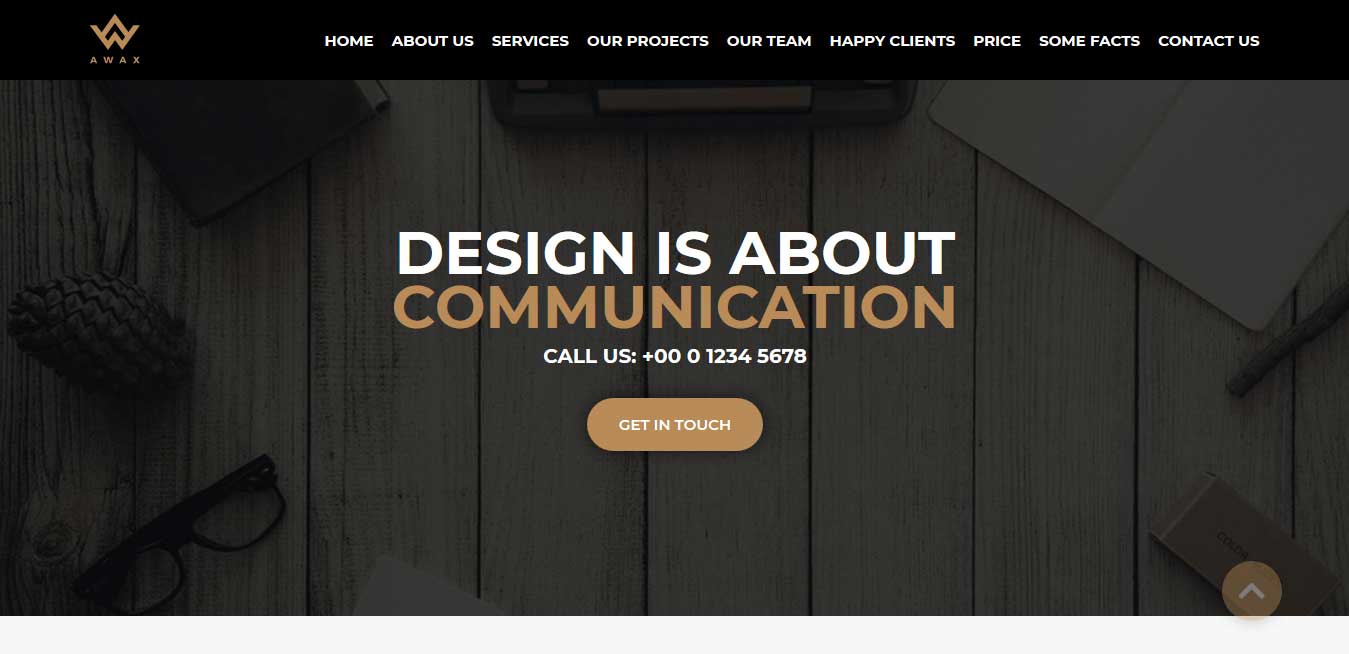 AWAX
HOME ABOUT US SERVICES OUR PROJECTS OUR TEAM HAPPY CLIENTS PRICE SOME FACTS CONTACT US
DESIGN IS ABOUT
COMMUNICATION
CALL US: +00 0 1234 5678
GET IN TOUCH
COLOR